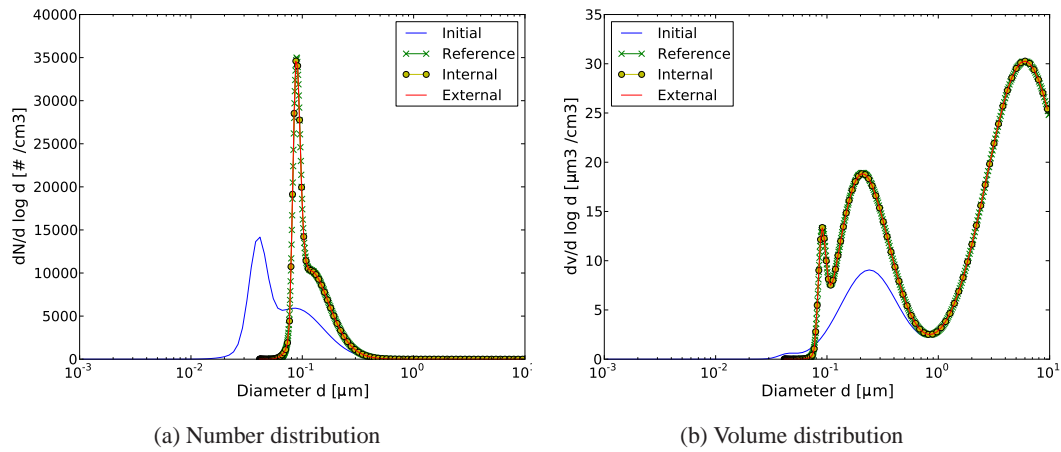 40000
35000
30000
25000
20000
15000
10000
5000
0
dN/d log d [# /cm3]
Initial
Reference
Internal
External
10⁻³ 10⁻² 10⁻¹ 10⁰ 10
Diameter d [μm]
(a) Number distribution
35
30
25
20
15
10
5
0
dv/d log d [μm3 /cm3]
Initial
Reference
Internal
External
10⁻³ 10⁻² 10⁻¹ 10⁰ 10¹
Diameter d [μm]
(b) Volume distribution